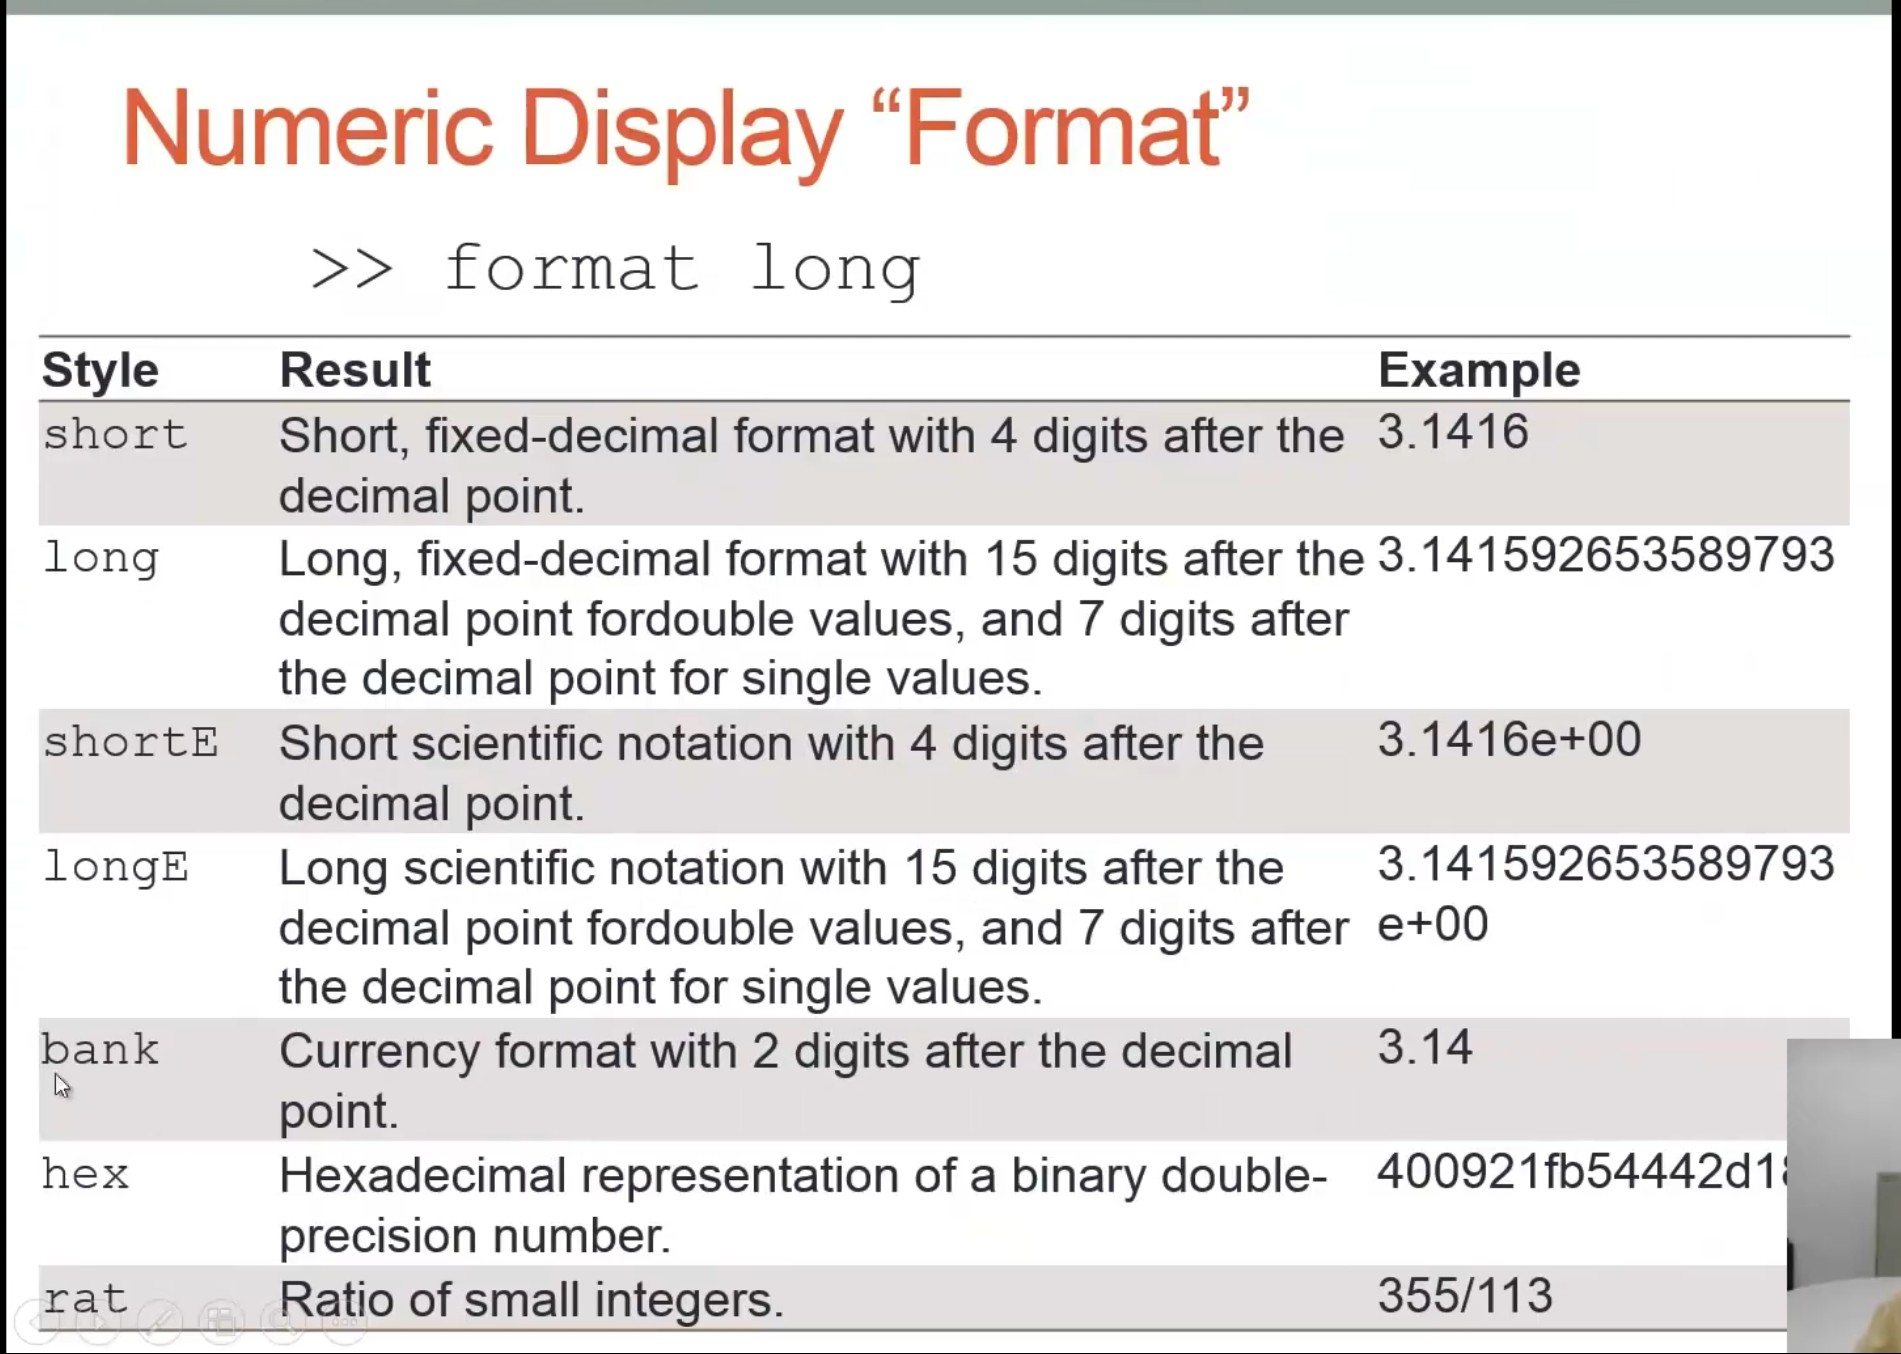 Numeric Display “Format”
>> format long
Style Result Example
short Short, fixed-decimal format with 4 digits after the 3.1416
decimal point.
long Long, fixed-decimal format with 15 digits after the 3.141592653589793
decimal point fordouble values, and 7 digits after
the decimal point for single values.
shortE Short scientific notation with 4 digits after the 3.1416e+00
decimal point.
longE Long scientific notation with 15 digits after the 3.141592653589793
decimal point fordouble values, and 7 digits after e+00
the decimal point for single values.
bank Currency format with 2 digits after the decimal 3.14
point.
hex Hexadecimal representation of a binary double- 400921fb54442d18
precision number.
rat Ratio of small integers. 355/113